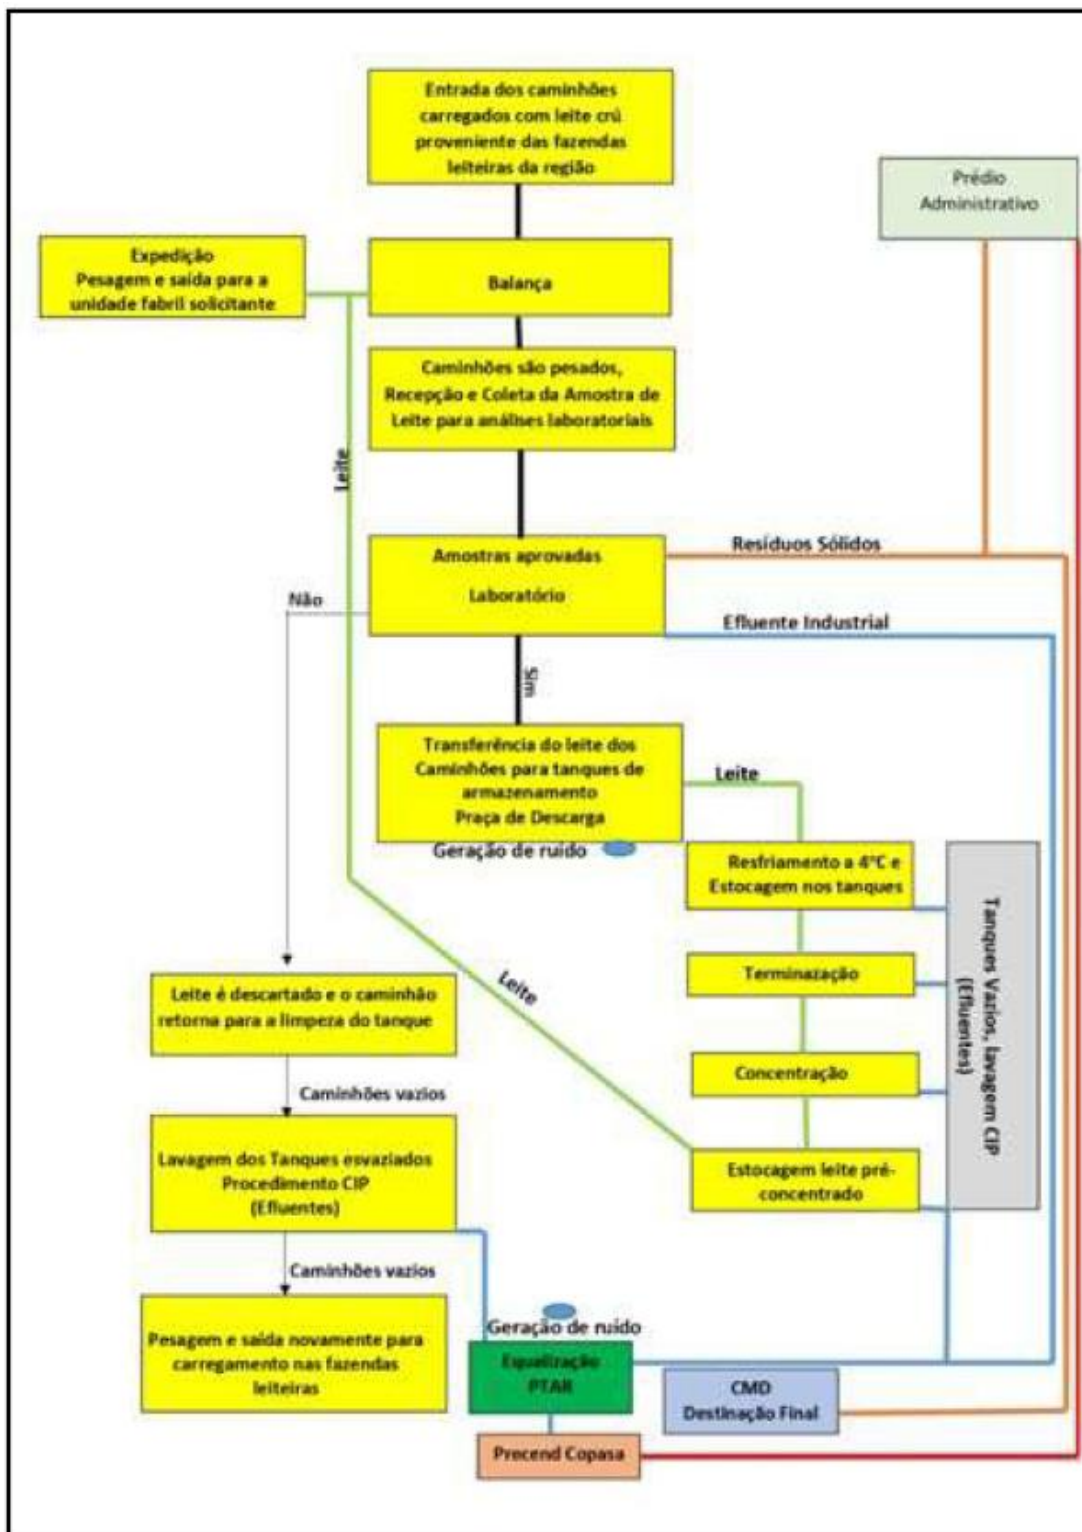 Entrada dos caminhões
carregados com leite crú
proveniente das fazendas
leiteiras da região
Prédio
Administrativo
Expedição
Pesagem e saída para a
unidade fabril solicitante
Balança
Caminhões são pesados,
Recepção e Coleta da Amostra de
Leite para análises laboratoriais
Leite
Amostras aprovadas
Laboratório
Resíduos Sólidos
Não
Efluente Industrial
Sim
Transferência do leite dos
Caminhões para tanques de
armazenamento
Praça de Descarga
Leite
Geração de ruído
Resfriamento a 4°C e
Estocagem nos tanques
Tanques Vazios, lavagem CIP
(Efluentes)
Terminazação
Leite
Leite é descartado e o caminhão
retorna para a limpeza do tanque
Concentração
Caminhões vazios
Lavagem dos Tanques esvaziados
Procedimento CIP
(Efluentes)
Estocagem leite pré-
concentrado
Caminhões vazios
Pesagem e saída novamente para
carregamento nas fazendas
leiteiras
Geração de ruído
Equalização
PTAR
CMD
Destinação Final
Precend Copasa